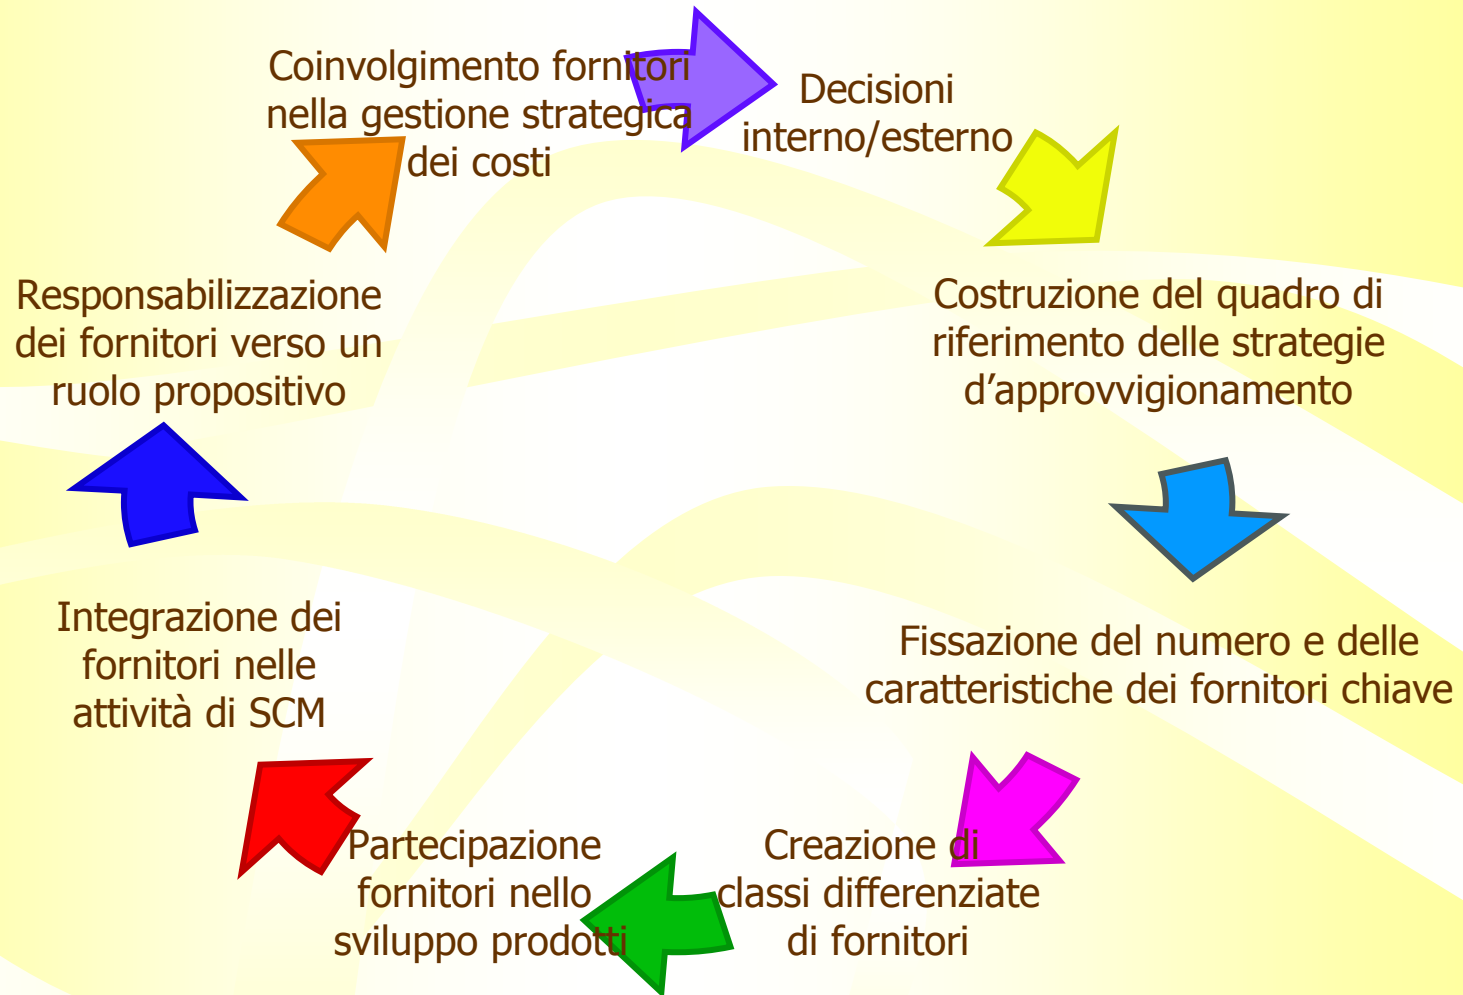 Coinvolgimento fornitori
nella gestione strategica
dei costi
Decisioni
interno/esterno
Costruzione del quadro di
riferimento delle strategie
d’approvvigionamento
Fissazione del numero e delle
caratteristiche dei fornitori chiave
Creazione di
classi differenziate
di fornitori
Partecipazione
fornitori nello
sviluppo prodotti
Integrazione dei
fornitori nelle
attività di SCM
Responsabilizzazione
dei fornitori verso un
ruolo propositivo